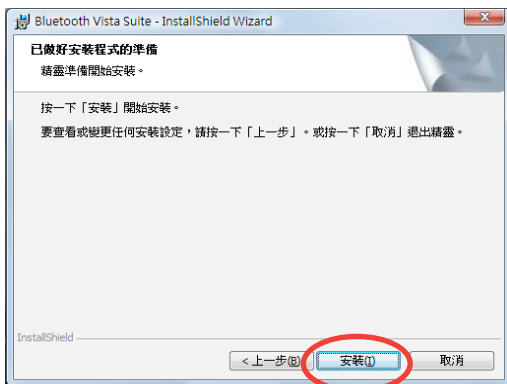 Bluetooth Vista Suite - InstallShield Wizard
已做好安裝程式的準備
精靈準備開始安裝。
按一下「安裝」開始安裝。
要查看或變更任何安裝設定，請按一下「上一步」。或按一下「取消」退出精靈。
InstallShield
< 上一步(B) 安裝(I) 取消